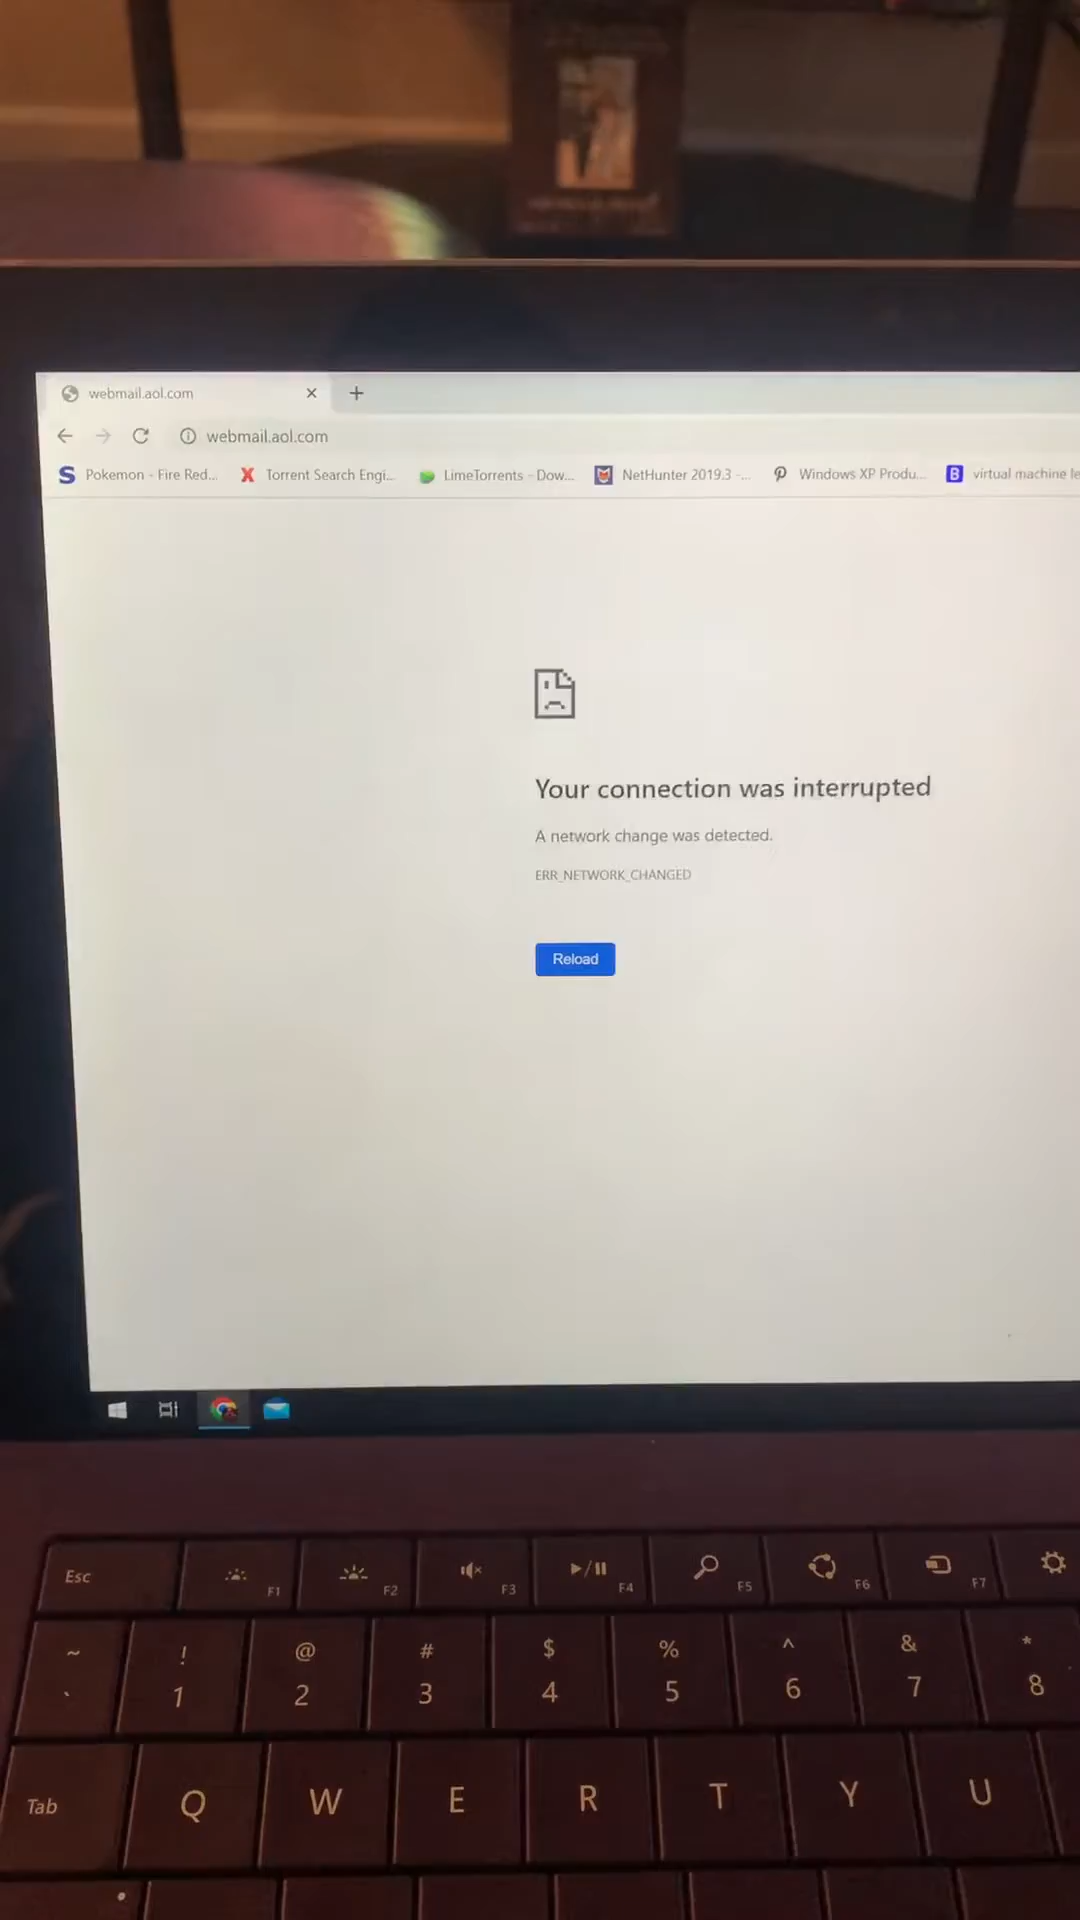 webmail.aol.com
webmail.aol.com
Pokemon - Fire Red... Torrent Search Engi... LimeTorrents - Dow... NetHunter 2019.3 -... Windows XP Produ... virtual machine le
Your connection was interrupted
A network change was detected.
ERR_NETWORK_CHANGED
Reload
Esc F1 F2 F3 F4 F5 F6 F7
~ ! @ # $ % ^ & *
` 1 2 3 4 5 6 7 8
Tab Q W E R T Y U